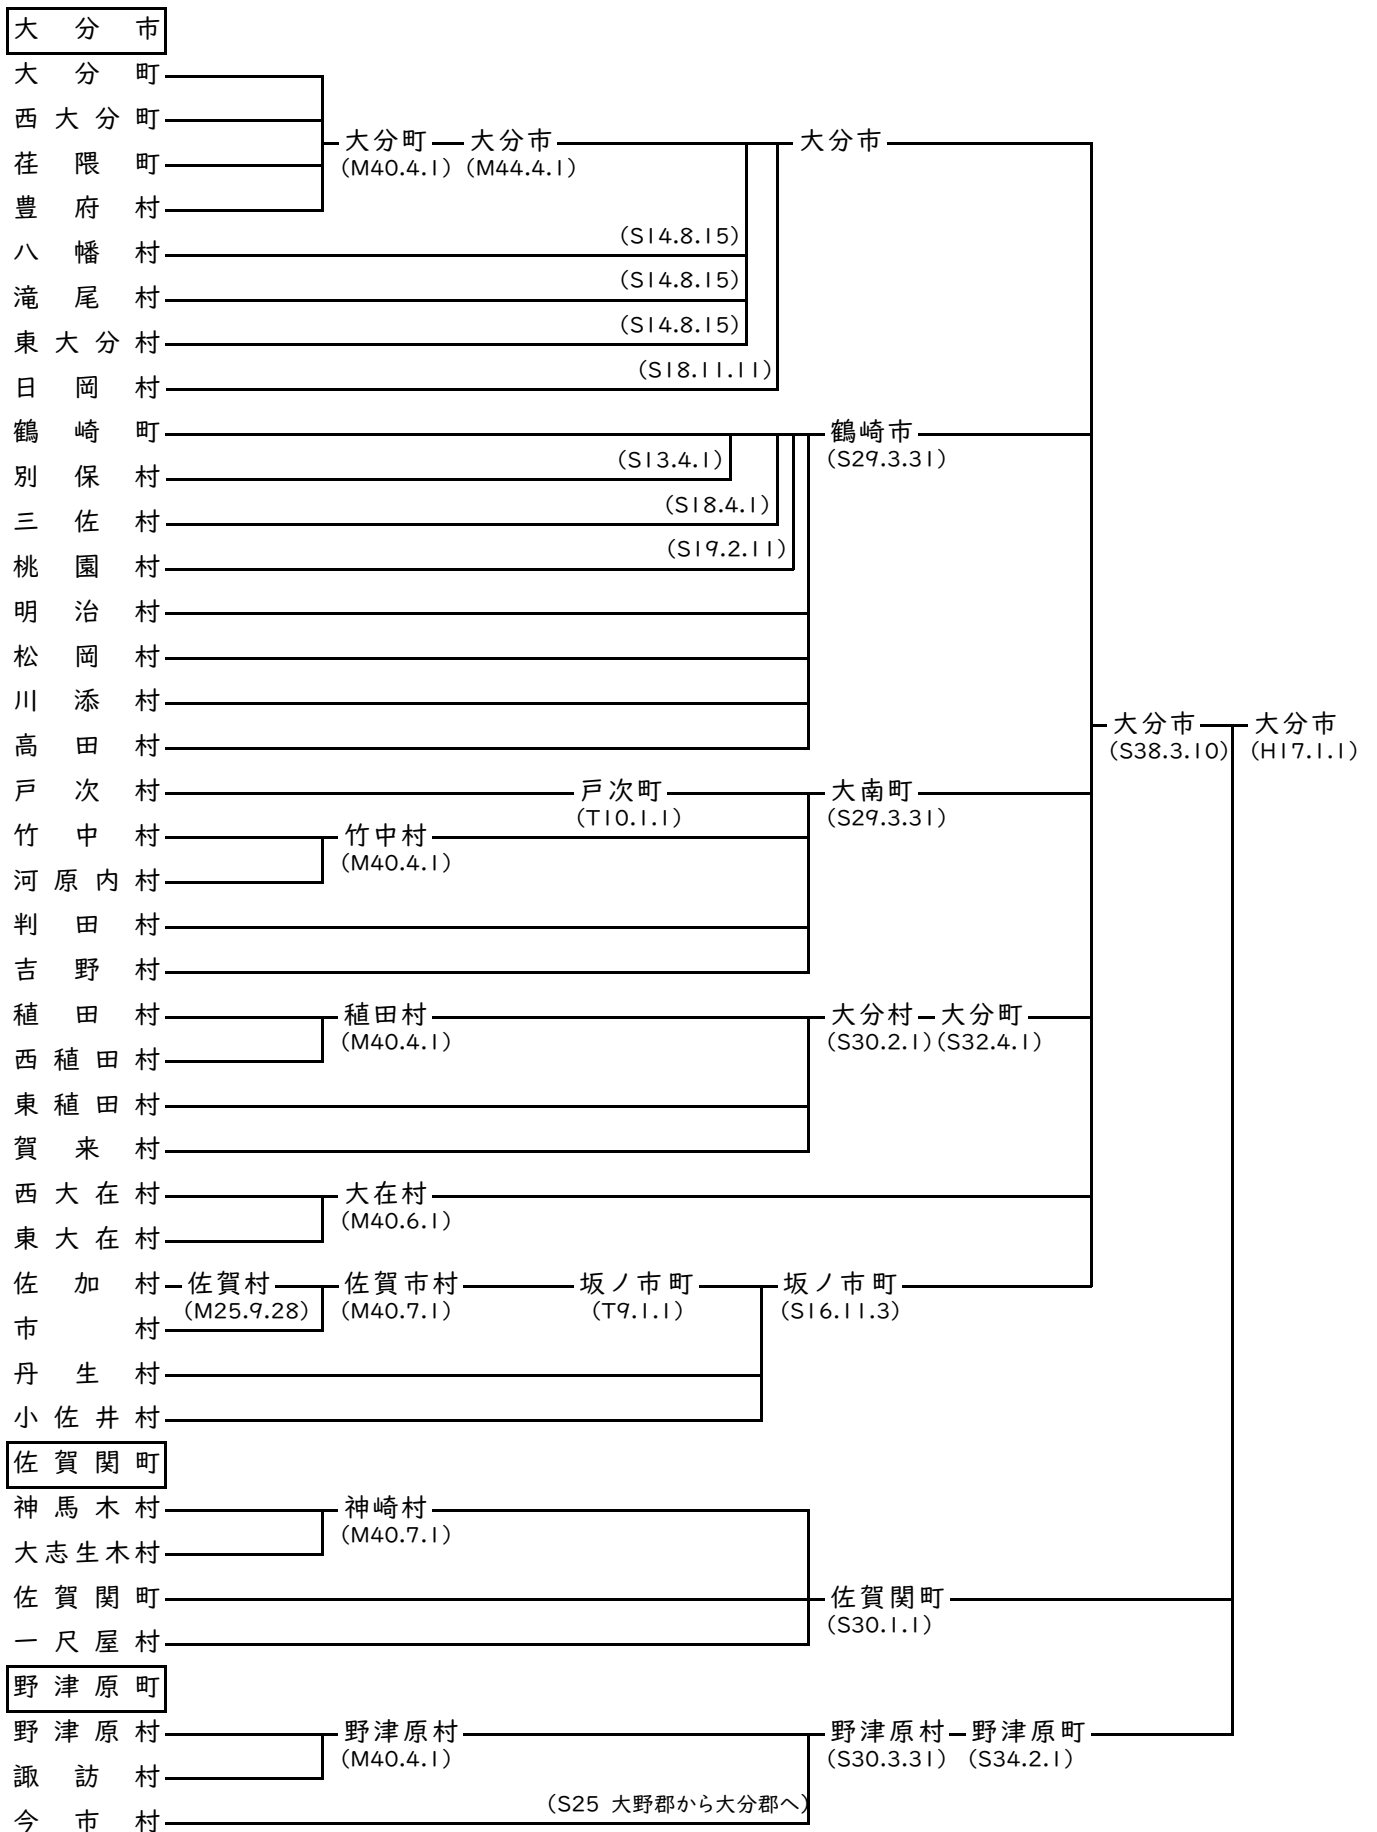 大分市
大分町
西大分町
荏隈町
大分町 大分市 大分市
(M40.4.1) (M44.4.1)
豊府村
(S14.8.15)
八幡村
(S14.8.15)
滝尾村
(S14.8.15)
東大分村
(S18.11.11)
日岡村
鶴崎町 鶴崎市
(S13.4.1) (S29.3.31)
別保村
(S18.4.1)
三佐村
(S19.2.11)
桃園村
明治村
松岡村
川添村
大分市 大分市
(S38.3.10) (H17.1.1)
高田村
戸次村 戸次町 大南町
(T10.1.1) (S29.3.31)
竹中村 竹中村
(M40.4.1)
河原内村
判田村
吉野村
稙田村 稙田村 大分村 大分町
(M40.4.1) (S30.2.1) (S32.4.1)
西稙田村
東稙田村
賀来村
西大在村 大在村
(M40.6.1)
東大在村
佐加村 佐賀村 佐賀市村 坂ノ市町 坂ノ市町
(M25.9.28) (M40.7.1) (T9.1.1) (S16.11.3)
市村
丹生村
小佐井村
佐賀関町
神馬木村 神崎村
(M40.7.1)
大志生木村
佐賀関町 佐賀関町
(S30.1.1)
一尺屋村
野津原町
野津原村 野津原村 野津原村 野津原町
(M40.4.1) (S30.3.31) (S34.2.1)
諏訪村
(S25 大野郡から大分郡へ)
今市村